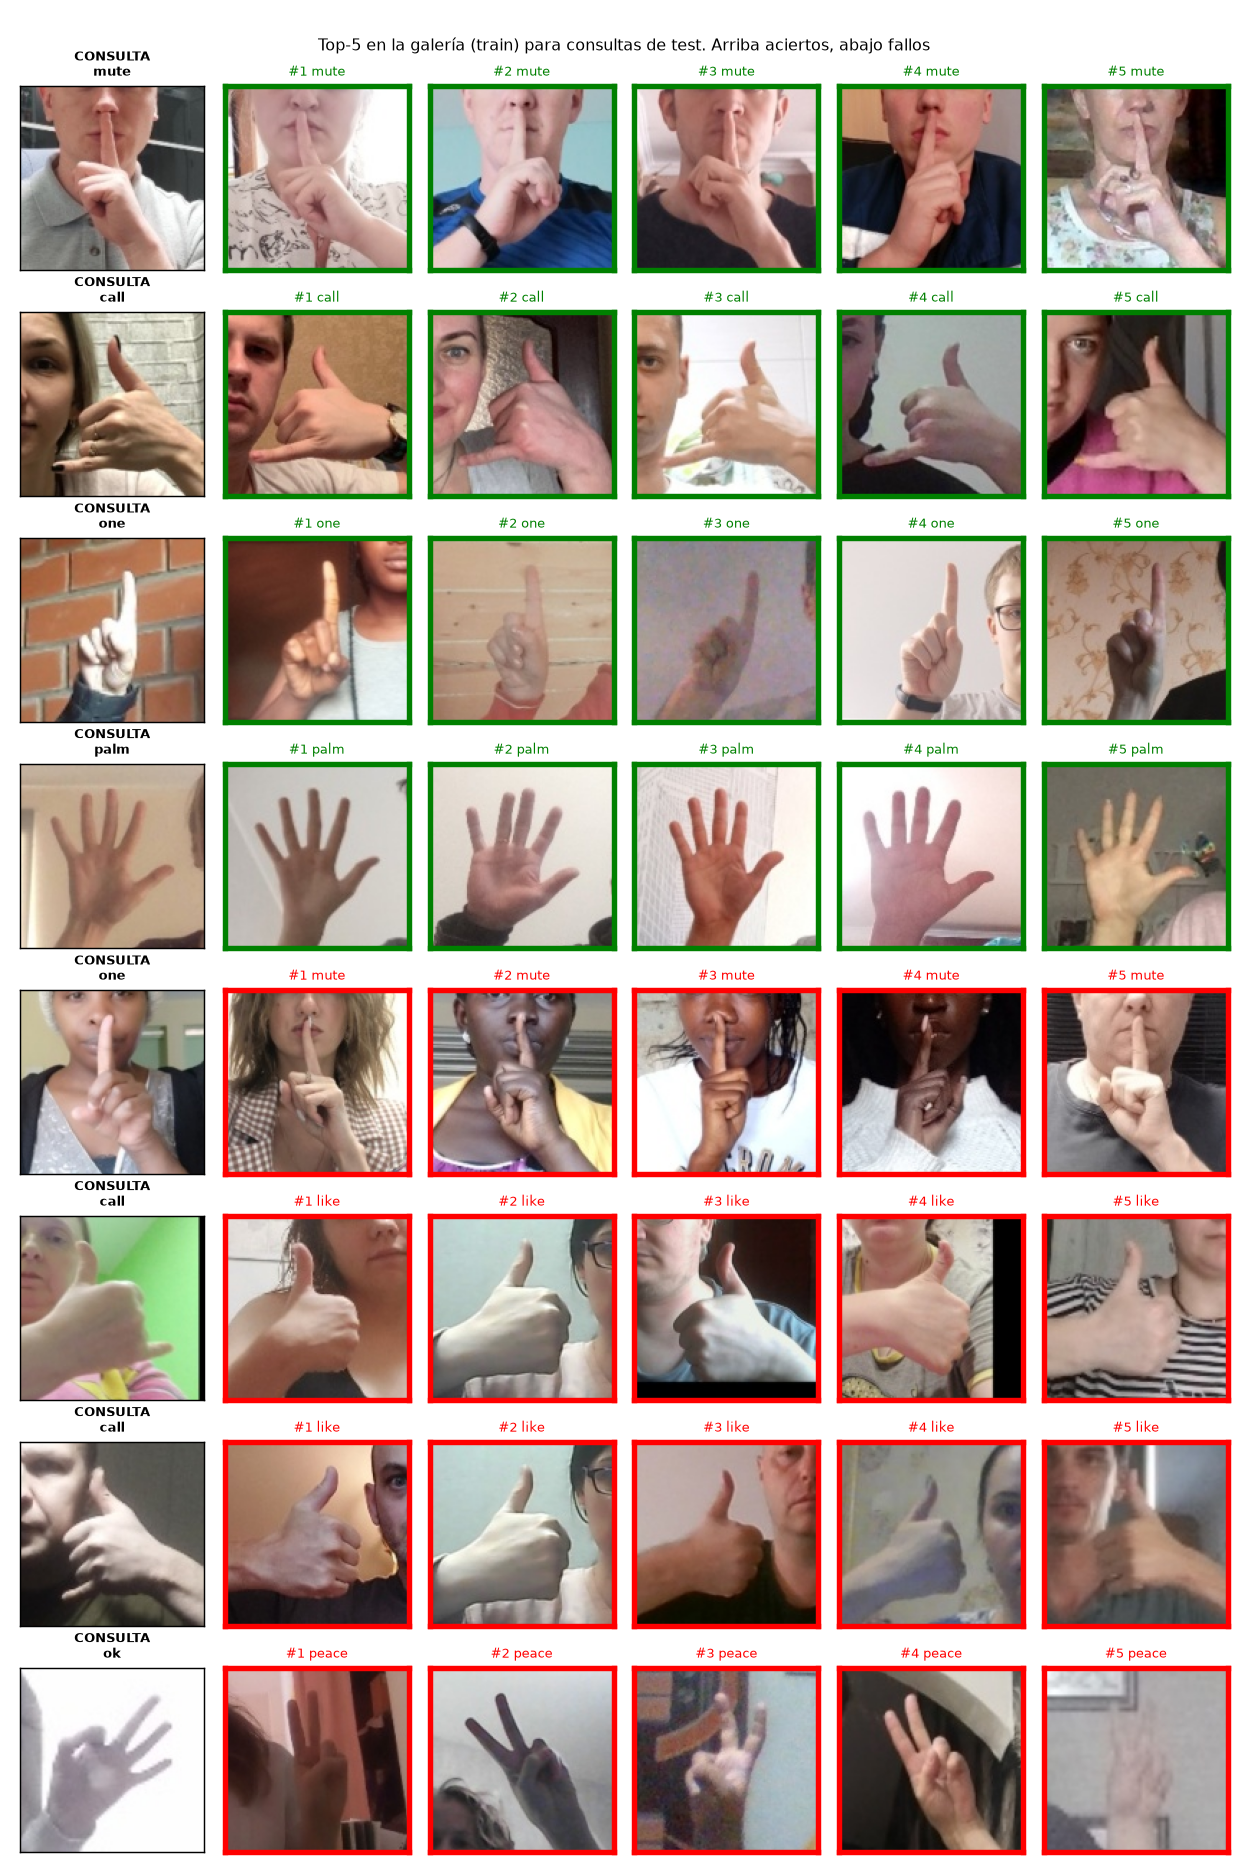 Top-5 en la galería (train) para consultas de test. Arriba aciertos, abajo fallos
CONSULTA
mute
#1 mute
#2 mute
#3 mute
#4 mute
#5 mute
CONSULTA
call
#1 call
#2 call
#3 call
#4 call
#5 call
CONSULTA
one
#1 one
#2 one
#3 one
#4 one
#5 one
CONSULTA
palm
#1 palm
#2 palm
#3 palm
#4 palm
#5 palm
CONSULTA
one
#1 mute
#2 mute
#3 mute
#4 mute
#5 mute
CONSULTA
call
#1 like
#2 like
#3 like
#4 like
#5 like
CONSULTA
call
#1 like
#2 like
#3 like
#4 like
#5 like
CONSULTA
ok
#1 peace
#2 peace
#3 peace
#4 peace
#5 peace